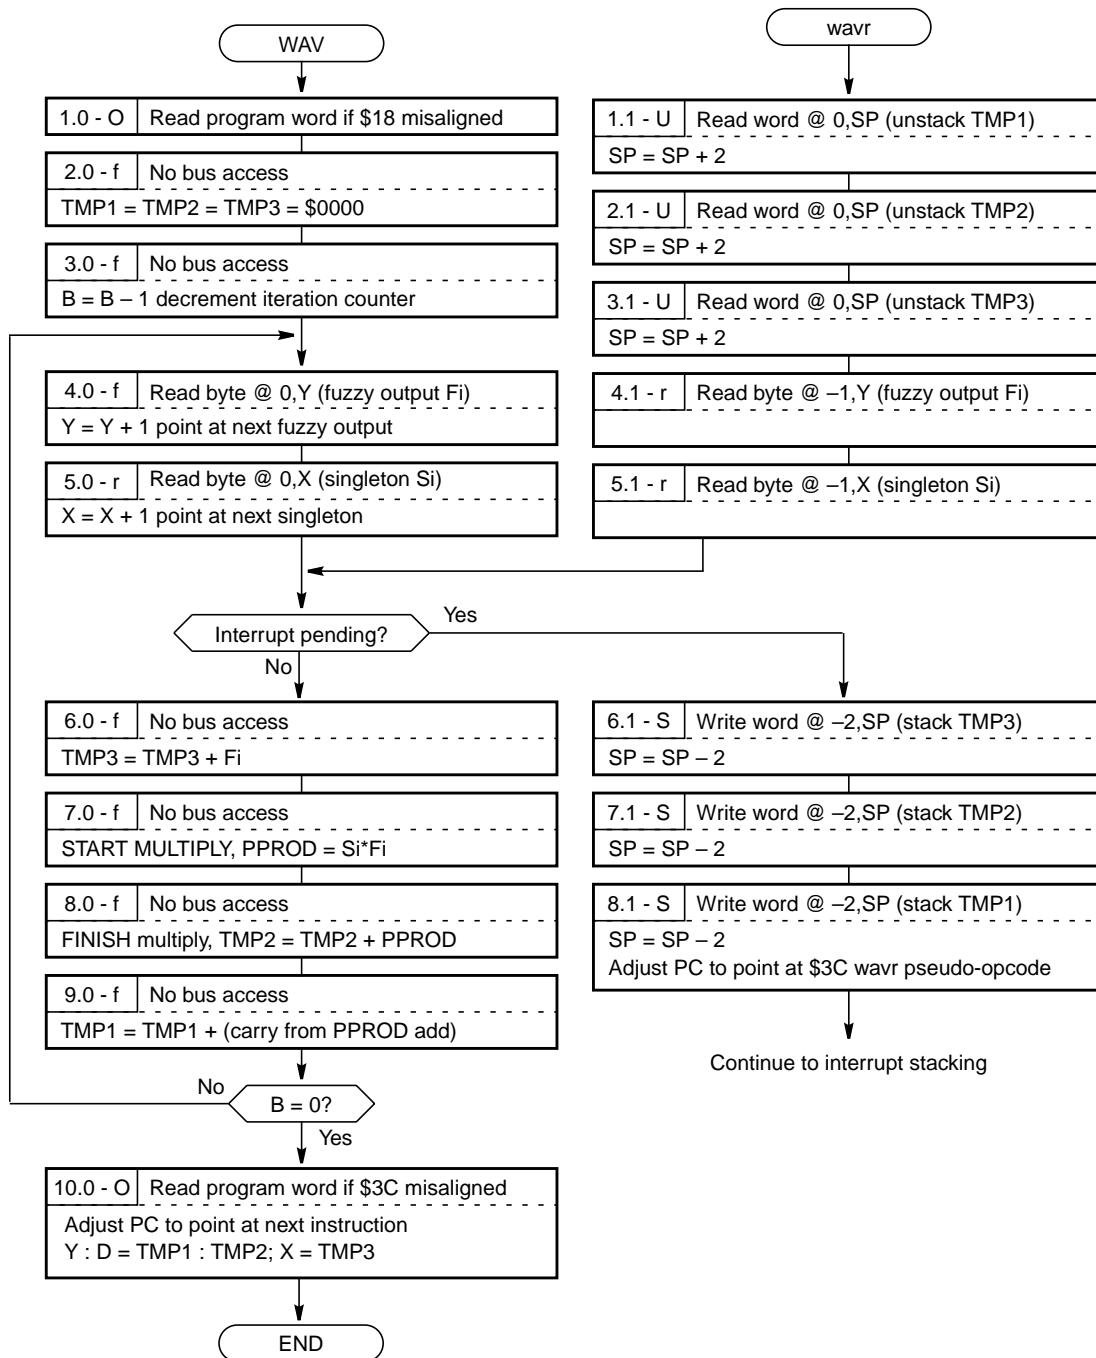 WAV
1.0 - O Read program word if $18 misaligned
2.0 - f No bus access
TMP1 = TMP2 = TMP3 = $0000
3.0 - f No bus access
B = B – 1 decrement iteration counter
4.0 - f Read byte @ 0,Y (fuzzy output Fi)
Y = Y + 1 point at next fuzzy output
5.0 - r Read byte @ 0,X (singleton Si)
X = X + 1 point at next singleton
wavr
1.1 - U Read word @ 0,SP (unstack TMP1)
SP = SP + 2
2.1 - U Read word @ 0,SP (unstack TMP2)
SP = SP + 2
3.1 - U Read word @ 0,SP (unstack TMP3)
SP = SP + 2
4.1 - r Read byte @ –1,Y (fuzzy output Fi)
5.1 - r Read byte @ –1,X (singleton Si)
Interrupt pending?
Yes
No
6.0 - f No bus access
TMP3 = TMP3 + Fi
7.0 - f No bus access
START MULTIPLY, PPROD = Si*Fi
8.0 - f No bus access
FINISH multiply, TMP2 = TMP2 + PPROD
9.0 - f No bus access
TMP1 = TMP1 + (carry from PPROD add)
6.1 - S Write word @ –2,SP (stack TMP3)
SP = SP – 2
7.1 - S Write word @ –2,SP (stack TMP2)
SP = SP – 2
8.1 - S Write word @ –2,SP (stack TMP1)
SP = SP – 2
Adjust PC to point at $3C wavr pseudo-opcode
Continue to interrupt stacking
No
B = 0?
Yes
10.0 - O Read program word if $3C misaligned
Adjust PC to point at next instruction
Y : D = TMP1 : TMP2; X = TMP3
END